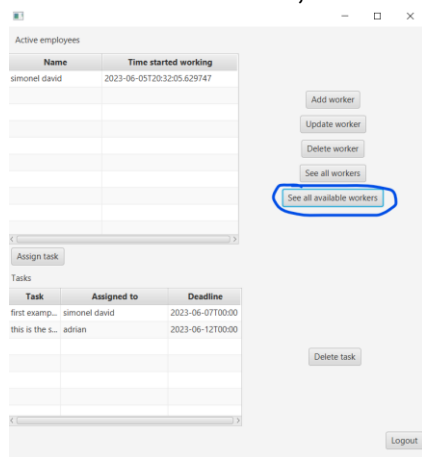 Active employees
Name Time started working
simonel david 2023-06-05T20:32:05.629747
Add worker
Update worker
Delete worker
See all workers
See all available workers
Assign task
Tasks
Task Assigned to Deadline
first examp... simonel david 2023-06-07T00:00
this is the s... adrian 2023-06-12T00:00
Delete task
Logout